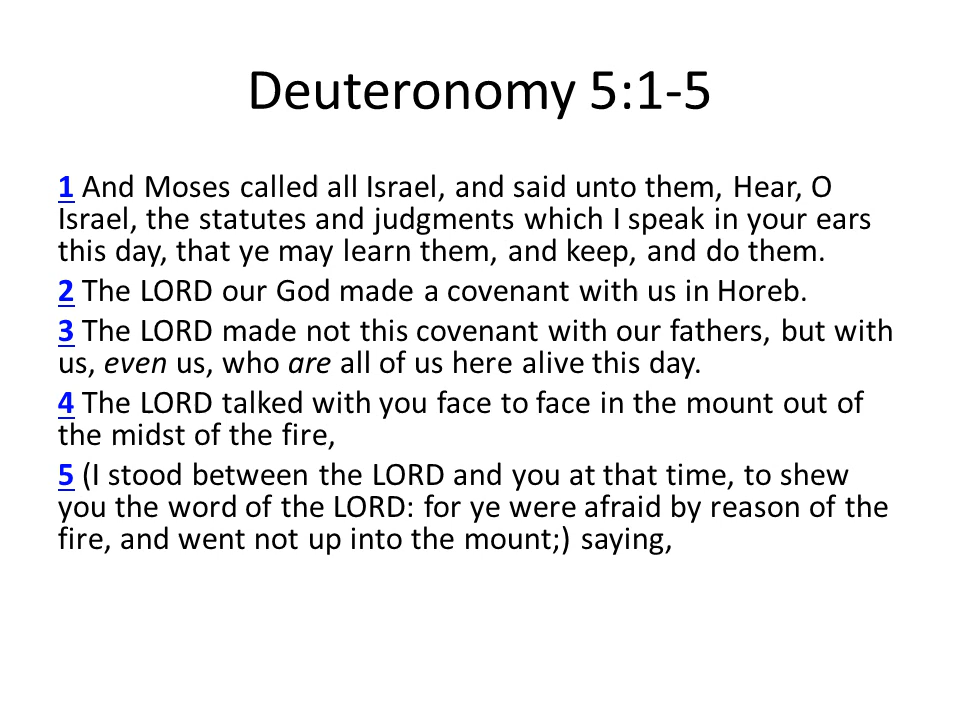 Deuteronomy 5:1-5
1 And Moses called all Israel, and said unto them, Hear, O
Israel, the statutes and judgments which I speak in your ears
this day, that ye may learn them, and keep, and do them.
2 The LORD our God made a covenant with us in Horeb.
3 The LORD made not this covenant with our fathers, but with
us, even us, who are all of us here alive this day.
4 The LORD talked with you face to face in the mount out of
the midst of the fire,
5 (I stood between the LORD and you at that time, to shew
you the word of the LORD: for ye were afraid by reason of the
fire, and went not up into the mount;) saying,